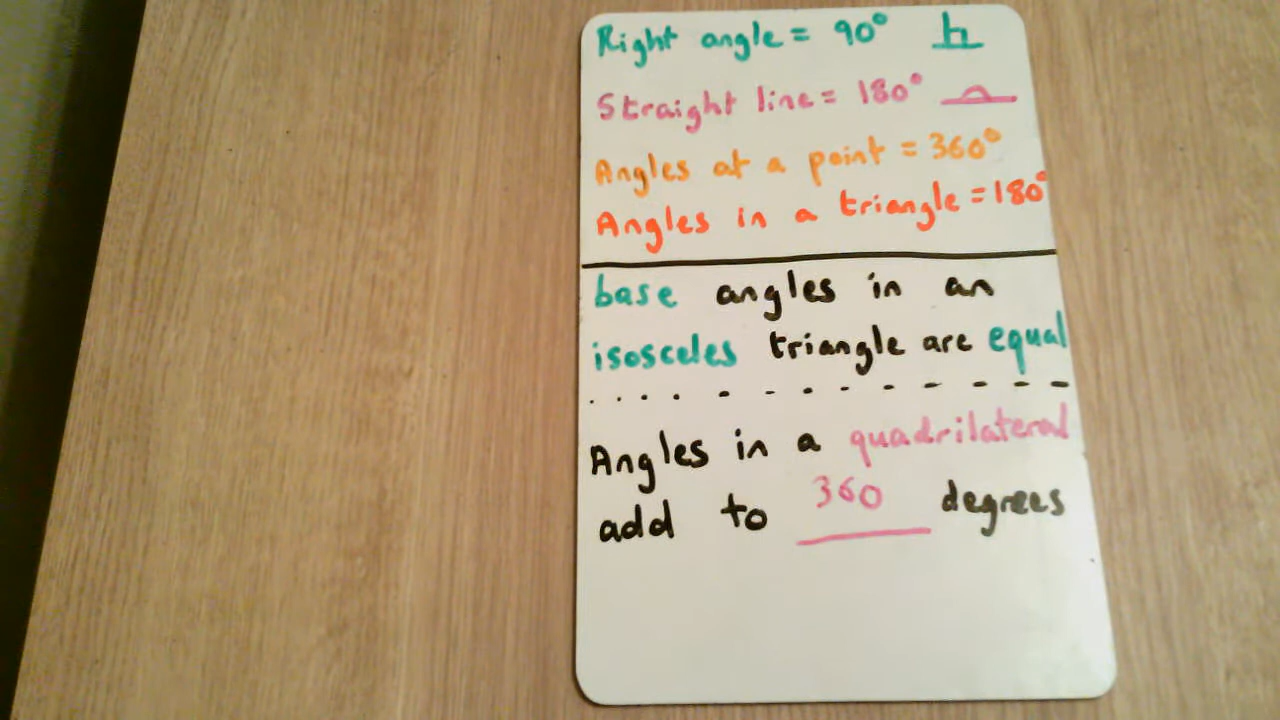 Right angle = 90°
Straight line = 180°
Angles at a point = 360°
Angles in a triangle = 180°
base angles in an
isosceles triangle are equal
Angles in a quadrilateral
add to 360 degrees